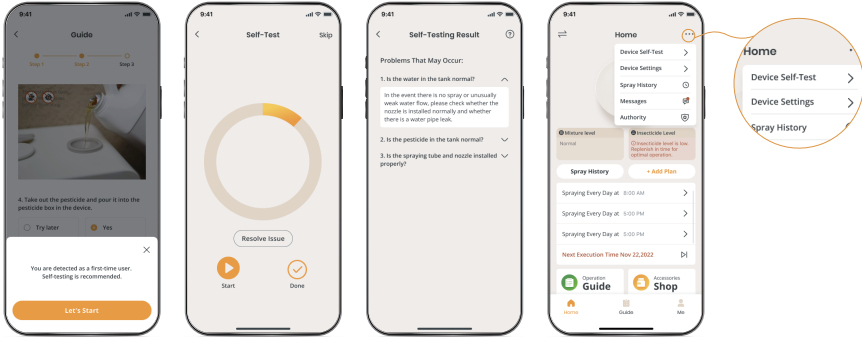 9:41
Guide
Step 1
Step 2
Step 3
4. Take out the pesticide and pour it into the
pesticide box in the device.
Try later
Yes
You are detected as a first-time user.
Self-testing is recommended.
Let's Start
9:41
Self-Test
Skip
Resolve Issue
Start
Done
9:41
Self-Testing Result
Problems That May Occur:
1. Is the water in the tank normal?
In the event there is no spray or unusually
weak water flow, please check whether the
nozzle is installed normally and whether
there is a water pipe leak.
2. Is the pesticide in the tank normal?
3. Is the spraying tube and nozzle installed
properly?
9:41
Home
Device Self-Test
Device Settings
Spray History
Messages
Authority
Mixture level
Normal
Insecticide Level
Insecticide level is low.
Replenish in time for
optimal operation.
Spray History
+ Add Plan
Spraying Every Day at 8:00 AM
Spraying Every Day at 5:00 PM
Spraying Every Day at 5:00 PM
Next Execution Time Nov 22,2022
Operation
Guide
Accessories
Shop
Home
Guide
Me
Home
Device Self-Test
Device Settings
Spray History